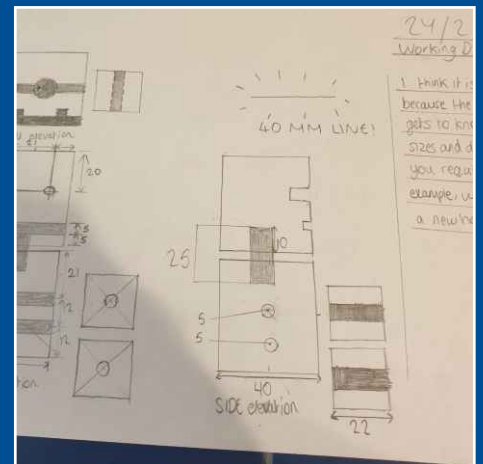 24/2
Working D
I think it is
because the
gets to kno
sizes and d
you requ
example, w
a new h
elevation
20
5
5
21
12
12
40 MM LINE!
25
10
5
5
40
SIDE elevation
22